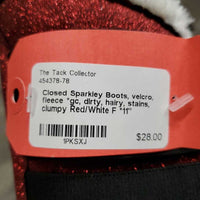 The Tack Collector
454378-78
Closed Sparkley Boots, velcro,
fleece *gc, dirty, hairy, stains,
clumpy Red/White F *11"
$28.00
1PKSXJ